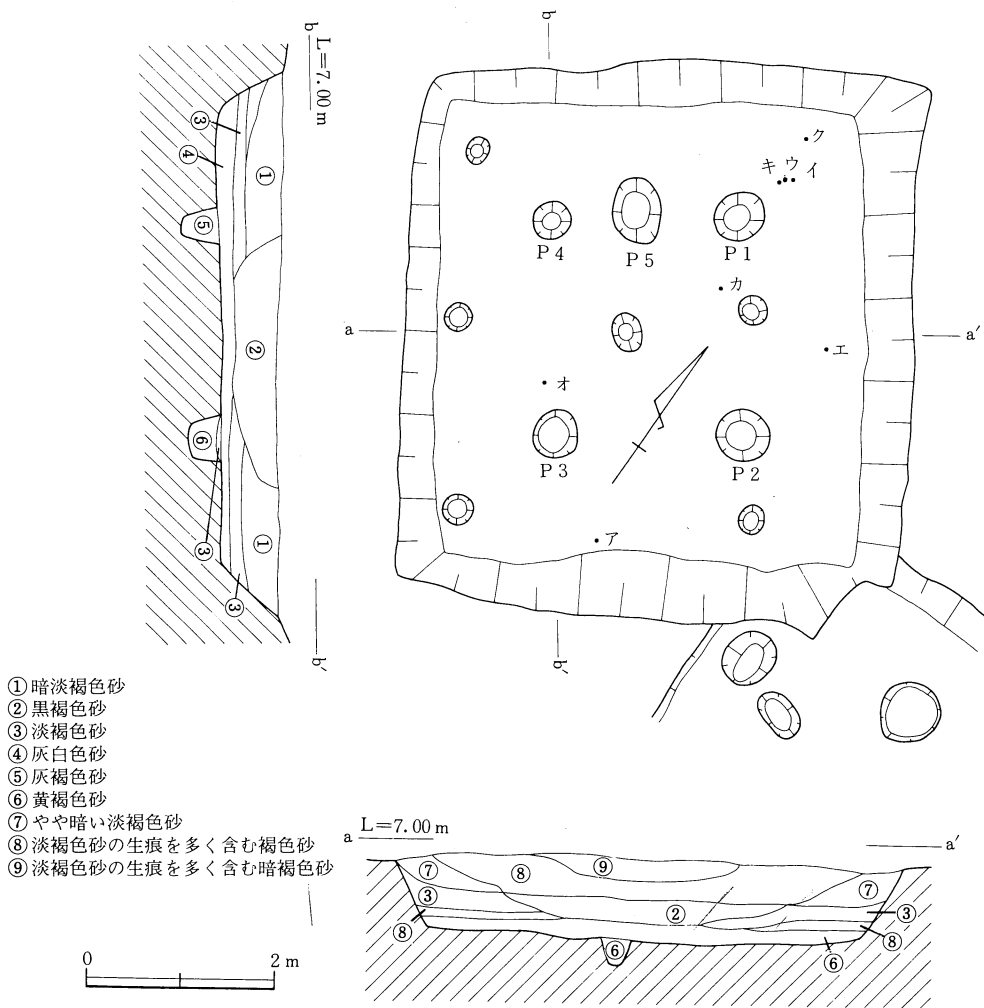 b
L=7.00m
b
③
④
①
⑤
②
⑥
①
③
③
b′
ク
キ ウ イ
P4
P5
P1
カ
a
a′
エ
オ
P3
P2
ア
b′
①暗淡褐色砂
②黒褐色砂
③淡褐色砂
④灰白色砂
⑤灰褐色砂
⑥黄褐色砂
⑦やや暗い淡褐色砂
⑧淡褐色砂の生痕を多く含む褐色砂
⑨淡褐色砂の生痕を多く含む暗褐色砂
0 2m
a L=7.00m a′
⑦ ⑧ ⑨ ⑦
③ ② ③
⑧ ⑥ ⑥ ⑧